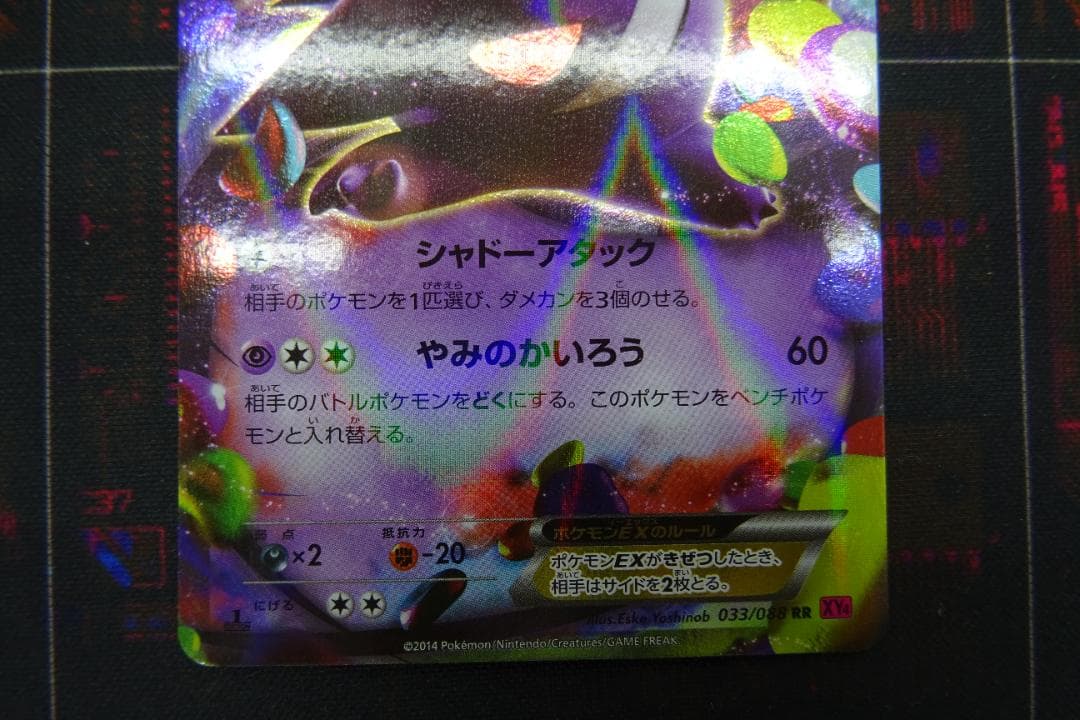 シャドーアタック
相手のポケモンを1匹選び、ダメカンを3個のせる。
やみのかいろう 60
相手のバトルポケモンをどくにする。このポケモンをベンチポケ
モンと入れ替える。
弱点 抵抗力
×2 -20
ポケモンEXのルール
ポケモンEXがきぜつしたとき、
相手はサイドを2枚とる。
にげる
Illus.Eske Yoshinob 033/088 RR XY4
©2014 Pokémon/Nintendo/Creatures/GAME FREAK.